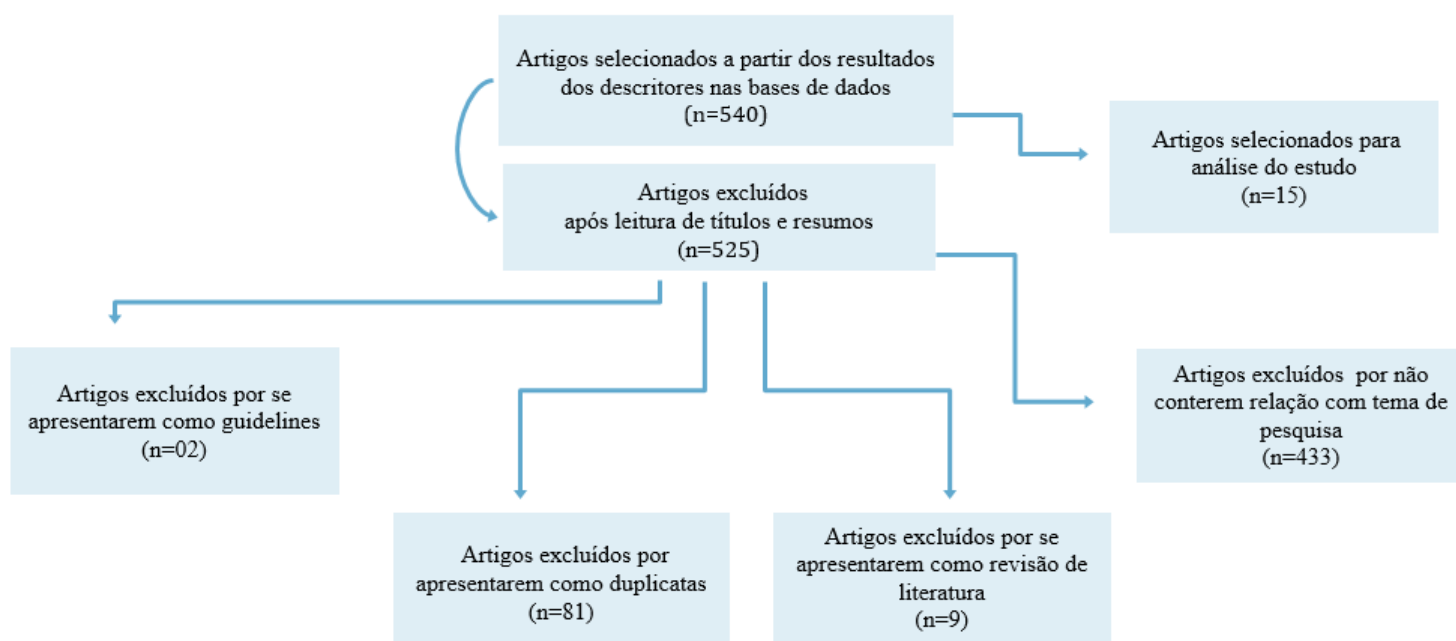 Artigos selecionados a partir dos resultados
dos descritores nas bases de dados
(n=540)
Artigos selecionados para
análise do estudo
(n=15)
Artigos excluídos
após leitura de títulos e resumos
(n=525)
Artigos excluídos por se
apresentarem como guidelines
(n=02)
Artigos excluídos por não
conterem relação com tema de
pesquisa
(n=433)
Artigos excluídos por
apresentarem como duplicatas
(n=81)
Artigos excluídos por se
apresentarem como revisão de
literatura
(n=9)